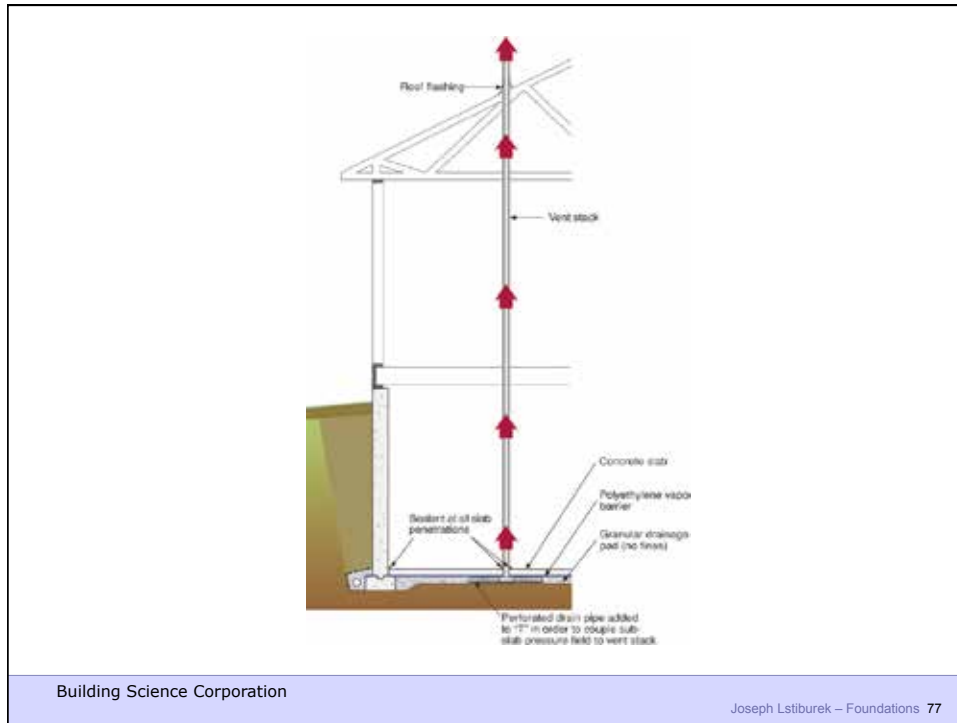 Roof flashing
Vent stack
Concrete slab
Polyethylene vapor
barrier
Granular drainage
pad (no fines)
Sealant at all slab
penetrations
Perforated drain pipe added
to "T" in order to couple sub-
slab pressure field to vent stack
Building Science Corporation
Joseph Lstiburek – Foundations 77